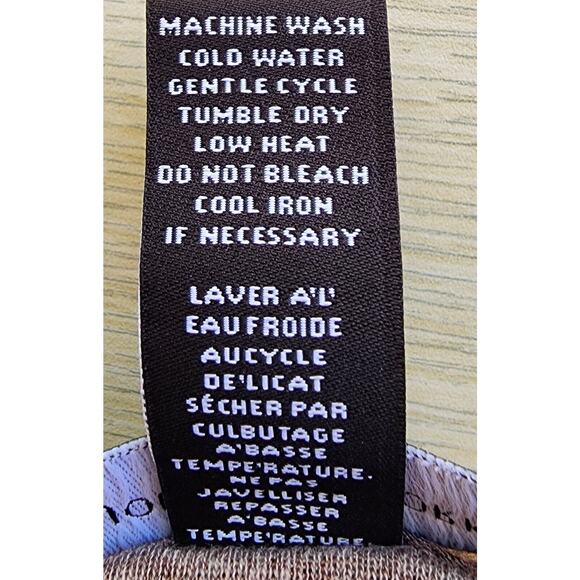 MACHINE WASH
COLD WATER
GENTLE CYCLE
TUMBLE DRY
LOW HEAT
DO NOT BLEACH
COOL IRON
IF NECESSARY
LAVER A'L'
EAU FROIDE
AUCYCLE
DE'LICAT
SÉCHER PAR
CULBUTAGE
A'BASSE
TEMPE'RATURE.
NE PAS
JAVELLISER
REPASSER
A'BASSE
TEMPE'RATURE.